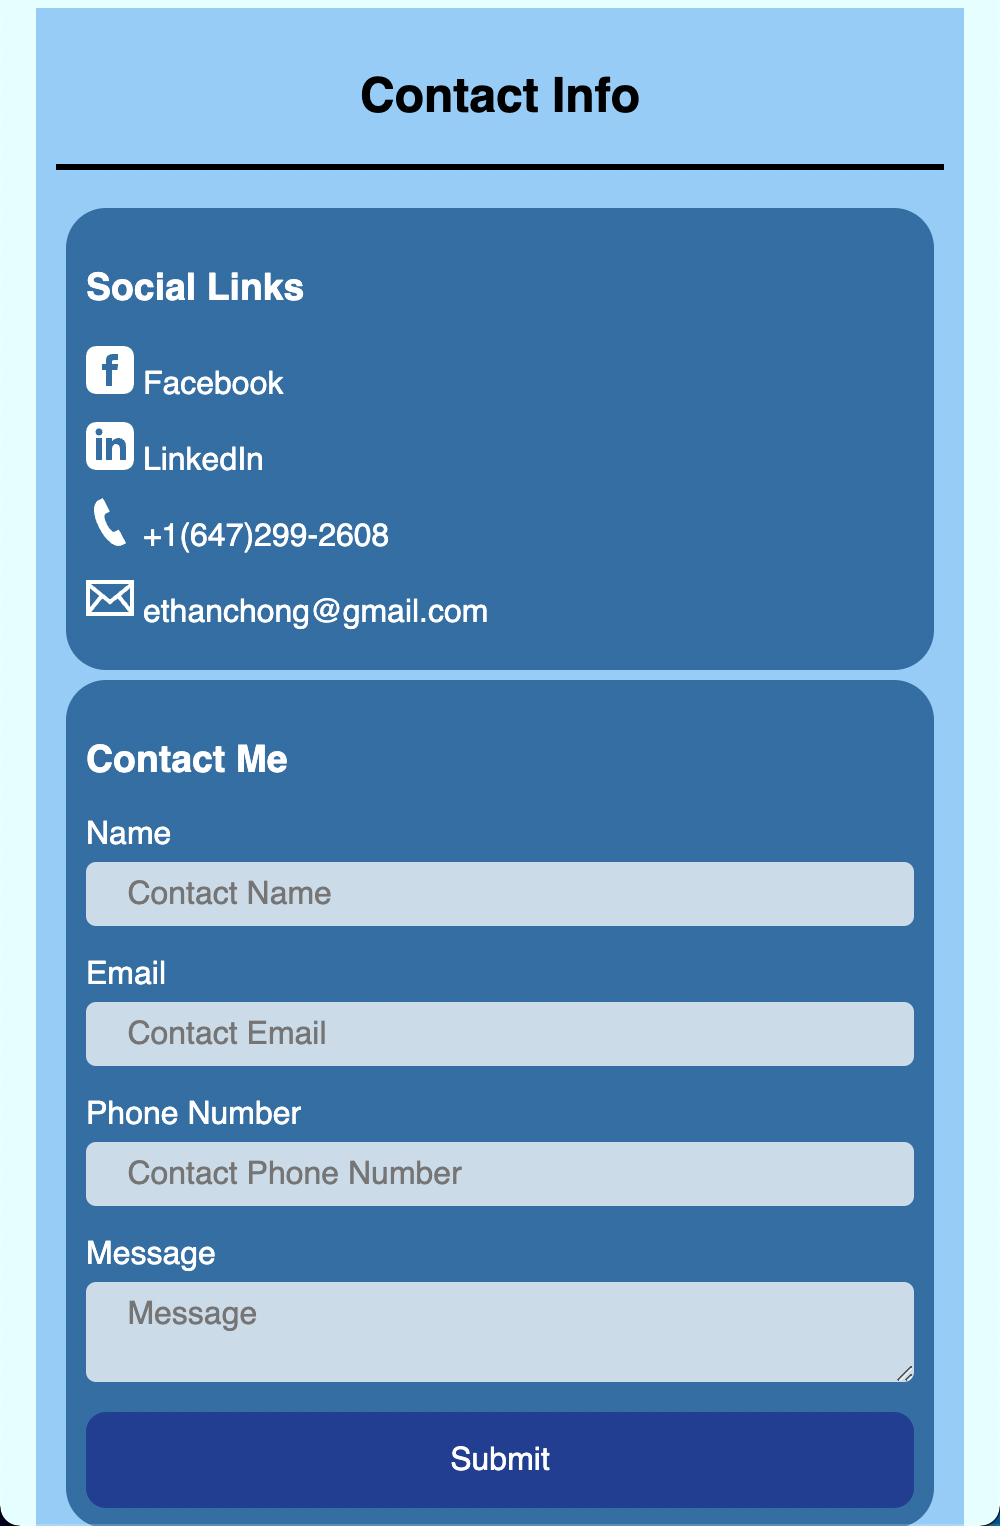 Contact Info
Social Links
f Facebook
in LinkedIn
+1(647)299-2608
ethanchong@gmail.com
Contact Me
Name
Contact Name
Email
Contact Email
Phone Number
Contact Phone Number
Message
Message
Submit